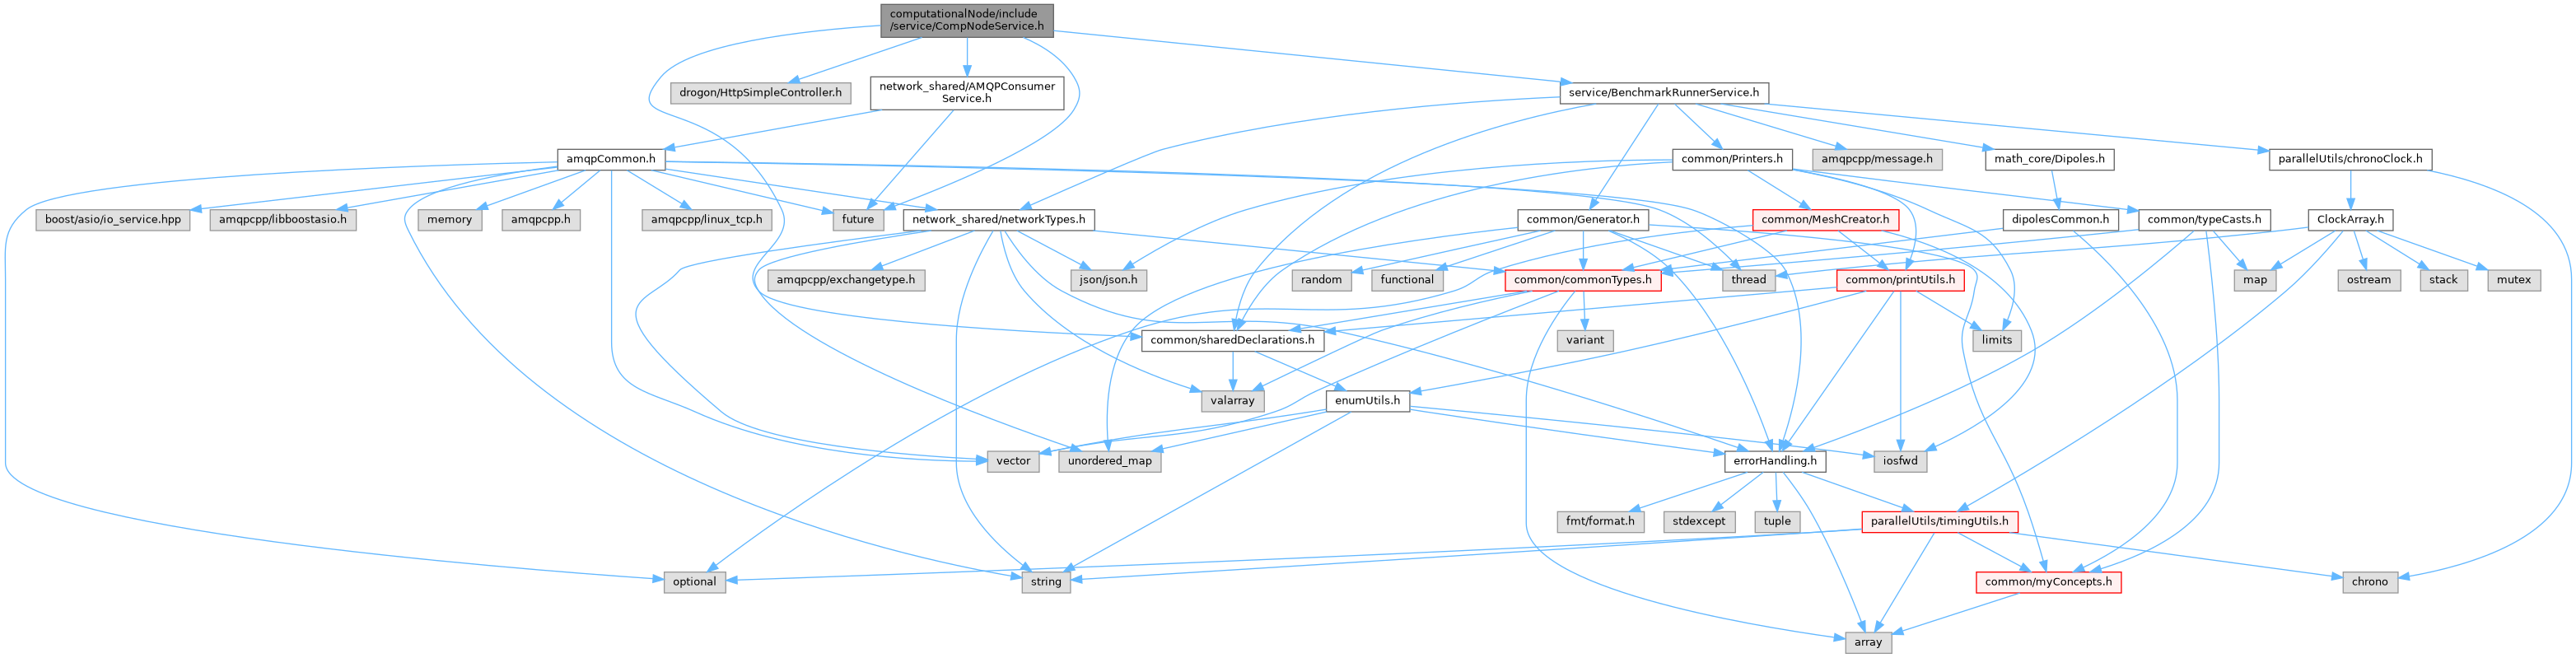 computationalNode/include
/service/CompNodeService.h
drogon/HttpSimpleController.h
network_shared/AMQPConsumer
Service.h
service/BenchmarkRunnerService.h
amqpCommon.h
common/Printers.h
amqpcpp/message.h
math_core/Dipoles.h
parallelUtils/chronoClock.h
boost/asio/io_service.hpp
amqpcpp/libboostasio.h
memory
amqpcpp.h
amqpcpp/linux_tcp.h
future
network_shared/networkTypes.h
common/Generator.h
common/MeshCreator.h
dipolesCommon.h
common/typeCasts.h
ClockArray.h
amqpcpp/exchangetype.h
json/json.h
random
functional
common/commonTypes.h
thread
common/printUtils.h
map
ostream
stack
mutex
common/sharedDeclarations.h
variant
limits
valarray
enumUtils.h
vector
unordered_map
errorHandling.h
iosfwd
fmt/format.h
stdexcept
tuple
parallelUtils/timingUtils.h
optional
string
common/myConcepts.h
chrono
array